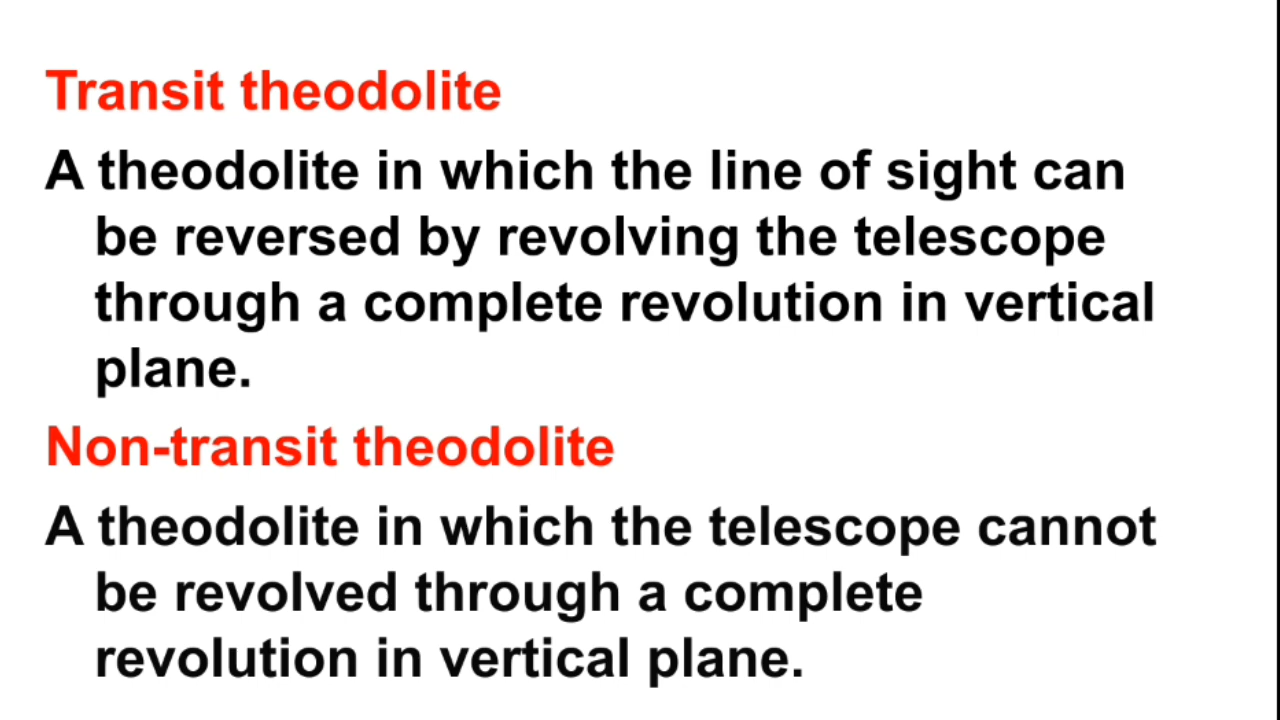 Transit theodolite
A theodolite in which the line of sight can
be reversed by revolving the telescope
through a complete revolution in vertical
plane.
Non-transit theodolite
A theodolite in which the telescope cannot
be revolved through a complete
revolution in vertical plane.